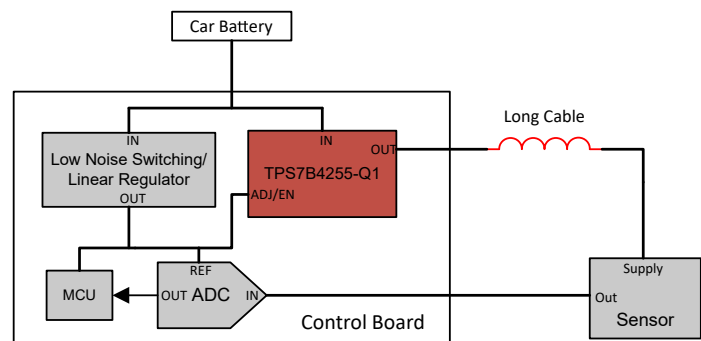 Car Battery
Long Cable
IN
IN
OUT
Low Noise Switching/
Linear Regulator
TPS7B4255-Q1
OUT
ADJ/EN
REF
Supply
MCU
OUT
ADC
IN
Out
Sensor
Control Board